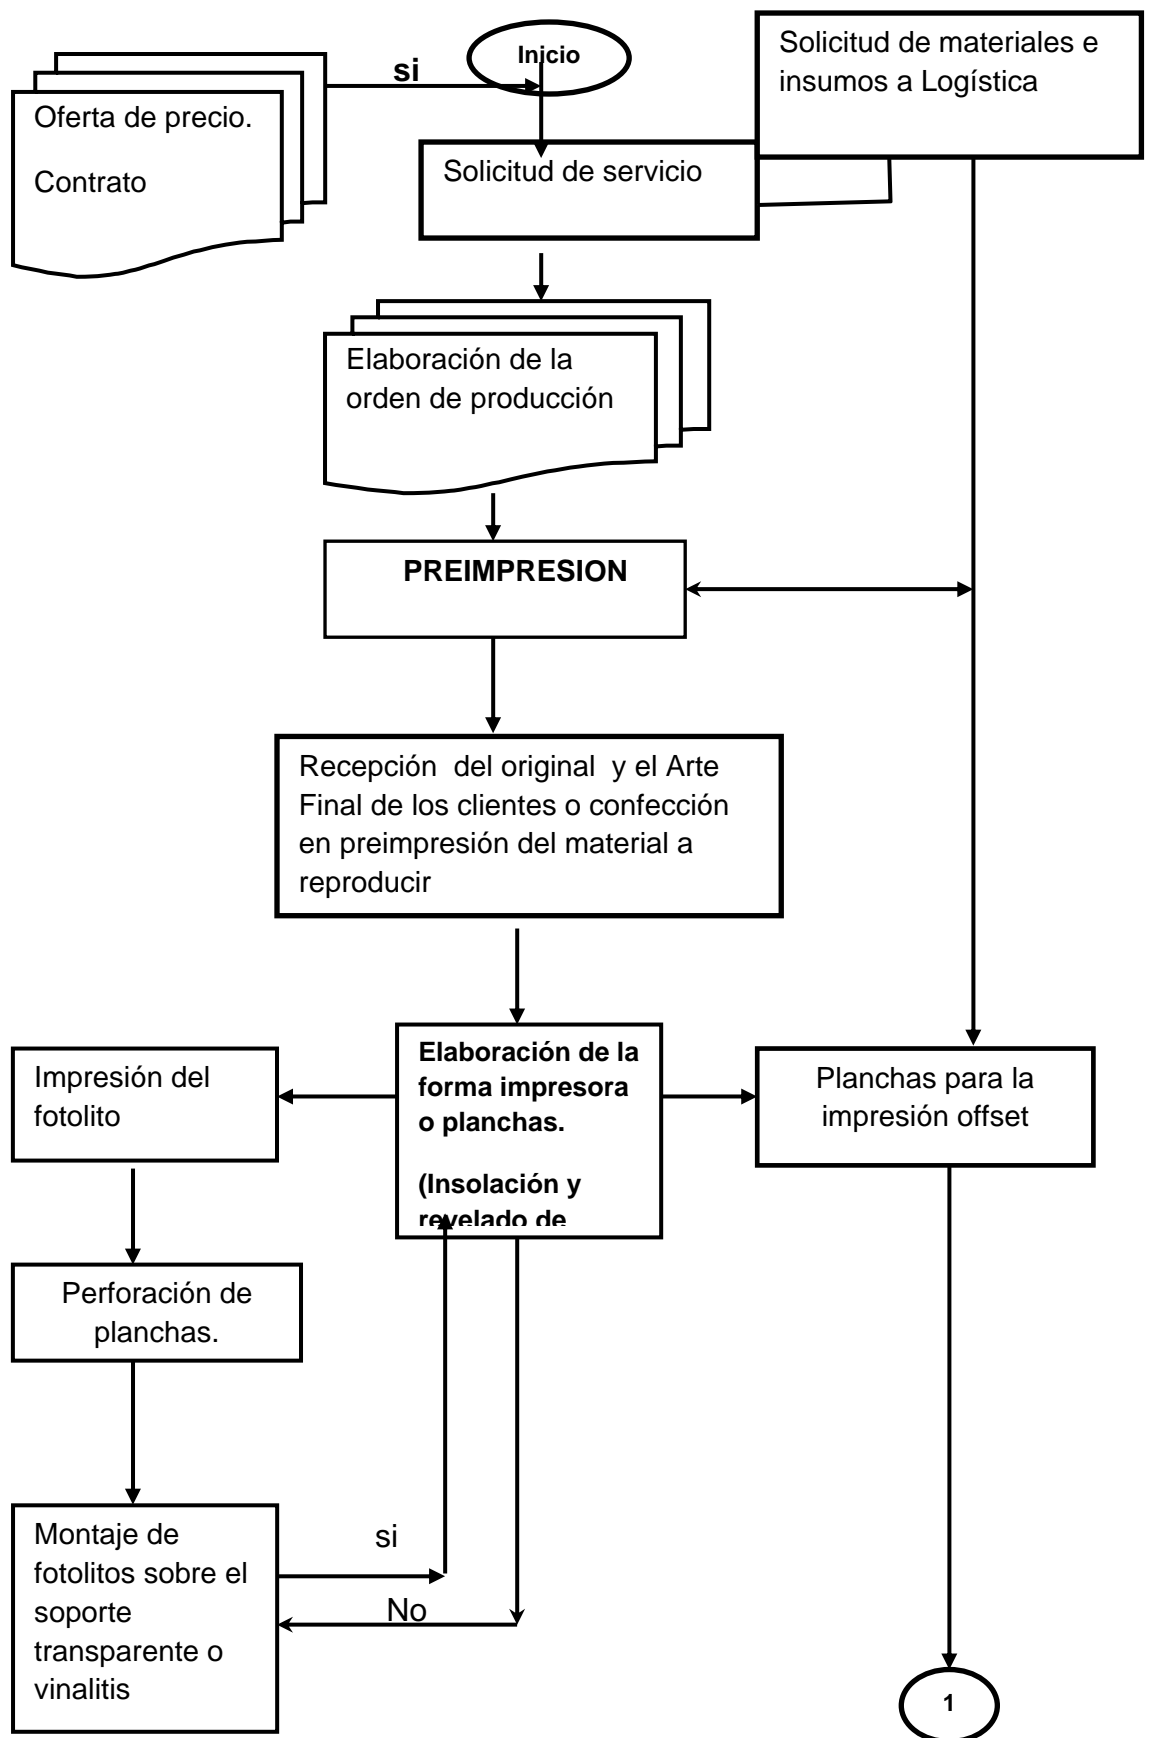 Inicio
si
Solicitud de materiales e
insumos a Logística
Oferta de precio.
Contrato
Solicitud de servicio
Elaboración de la
orden de producción
PREIMPRESION
Recepción  del original  y el Arte
Final de los clientes o confección
en preimpresión del material a
reproducir
Elaboración de la
forma impresora
o planchas.
(Insolación y
revelado de
Impresión del
fotolito
Planchas para la
impresión offset
Perforación de
planchas.
Montaje de
fotolitos sobre el
soporte
transparente o
vinalitis
si
No
1